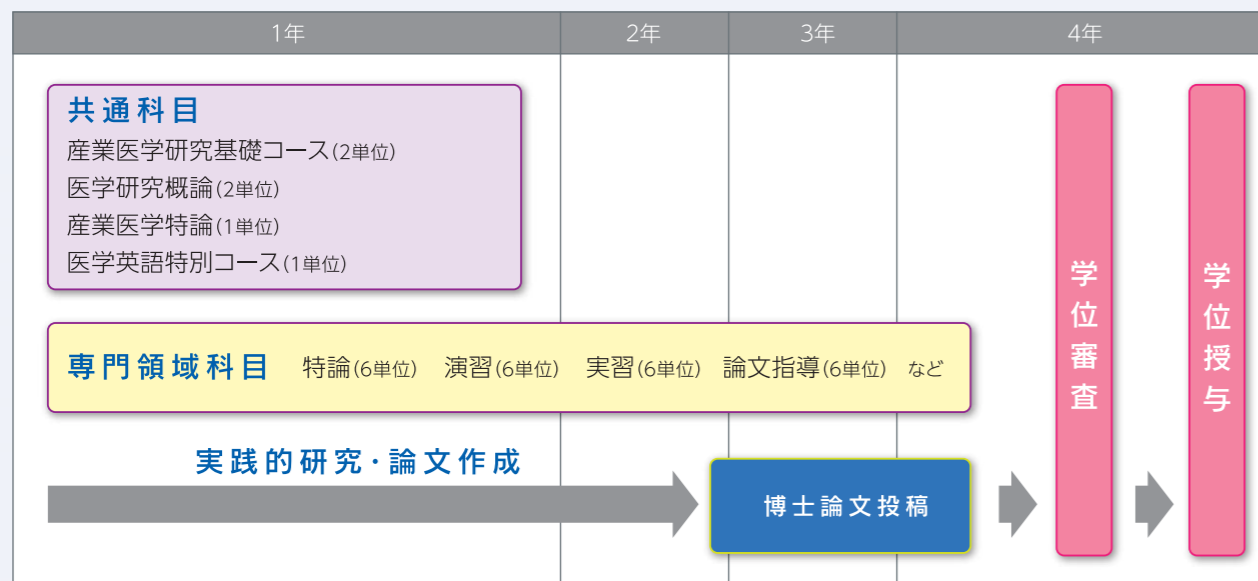 1年 2年 3年 4年
共通科目
産業医学研究基礎コース(2単位)
医学研究概論(2単位)
産業医学特論(1単位)
医学英語特別コース(1単位)
専門領域科目 特論(6単位) 演習(6単位) 実習(6単位) 論文指導(6単位) など
実践的研究・論文作成
博士論文投稿
学位審査
学位授与